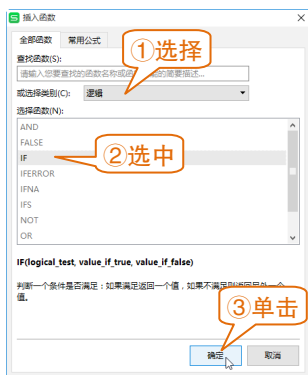 插入函数
全部函数 常用公式
①选择
查找函数(S):
请输入您要查找的函数名称或函数功能的简要描述...
或选择类别(C): 逻辑
选择函数(N):
AND
FALSE
②选中
IF
IFERROR
IFNA
IFS
NOT
OR
IF(logical_test, value_if_true, value_if_false)
判断一个条件是否满足：如果满足返回一个值，如果不满足则返回另外一个
值。
③单击
确定 取消